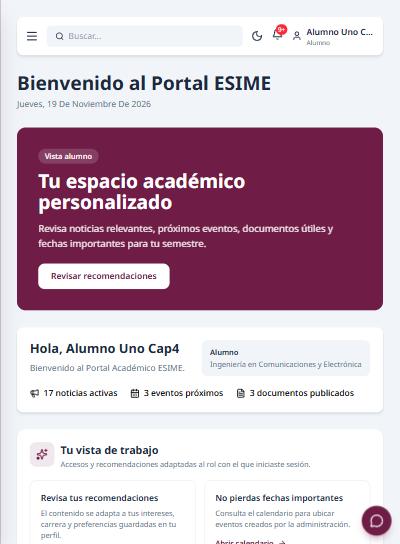 Buscar...
9+
Alumno Uno C...
Alumno
Bienvenido al Portal ESIME
Jueves, 19 De Noviembre De 2026
Vista alumno
Tu espacio académico
personalizado
Revisa noticias relevantes, próximos eventos, documentos útiles y
fechas importantes para tu semestre.
Revisar recomendaciones
Hola, Alumno Uno Cap4
Bienvenido al Portal Académico ESIME.
Alumno
Ingeniería en Comunicaciones y Electrónica
17 noticias activas
3 eventos próximos
3 documentos publicados
Tu vista de trabajo
Accesos y recomendaciones adaptadas al rol con el que iniciaste sesión.
Revisa tus recomendaciones
El contenido se adapta a tus intereses,
carrera y preferencias guardadas en tu
perfil.
No pierdas fechas importantes
Consulta el calendario para ubicar
eventos creados por la administración.
Abrir calendario →